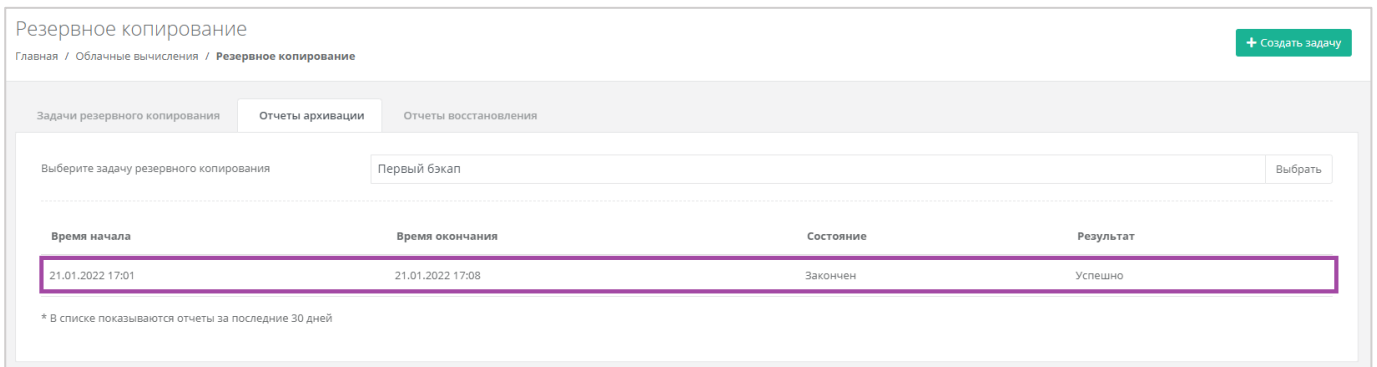 Резервное копирование
+ Создать задачу
Главная / Облачные вычисления / Резервное копирование
Задачи резервного копирования Отчеты архивации Отчеты восстановления
Выберите задачу резервного копирования Первый бэкап Выбрать
Время начала Время окончания Состояние Результат
21.01.2022 17:01 21.01.2022 17:08 Закончен Успешно
* В списке показываются отчеты за последние 30 дней